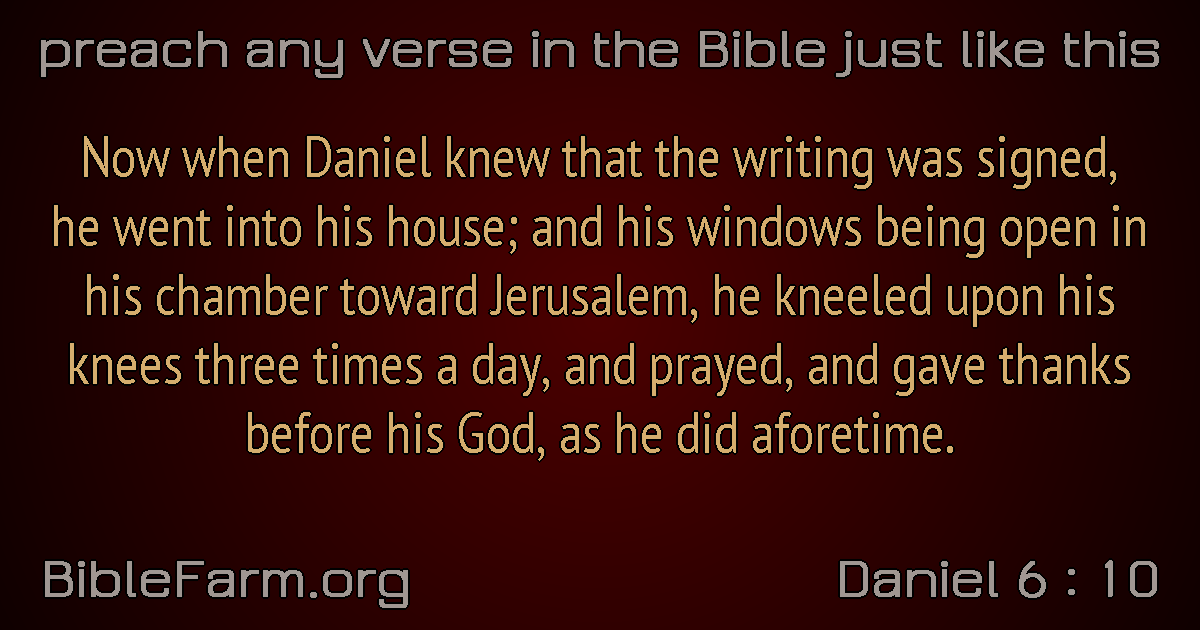 preach any verse in the Bible just like this
Now when Daniel knew that the writing was signed,
he went into his house; and his windows being open in
his chamber toward Jerusalem, he kneeled upon his
knees three times a day, and prayed, and gave thanks
before his God, as he did aforetime.
BibleFarm.org
Daniel 6 : 10